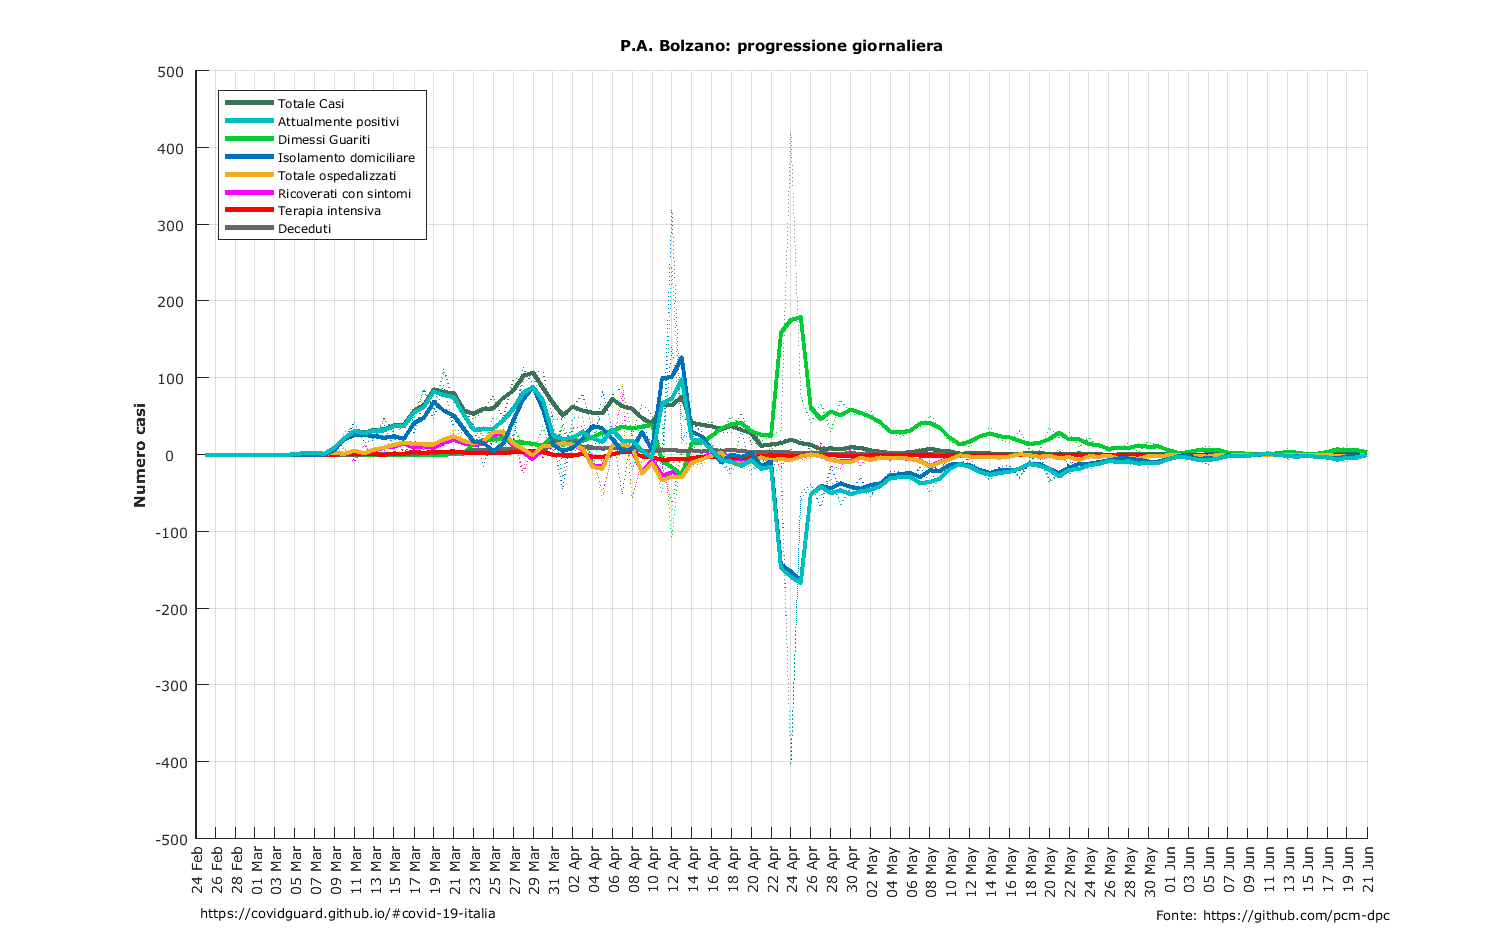 P.A. Bolzano: progressione giornaliera
500
400
300
200
100
0
-100
-200
-300
-400
-500
Numero casi
Totale Casi
Attualmente positivi
Dimessi Guariti
Isolamento domiciliare
Totale ospedalizzati
Ricoverati con sintomi
Terapia intensiva
Deceduti
24 Feb
26 Feb
28 Feb
01 Mar
03 Mar
05 Mar
07 Mar
09 Mar
11 Mar
13 Mar
15 Mar
17 Mar
19 Mar
21 Mar
23 Mar
25 Mar
27 Mar
29 Mar
31 Mar
02 Apr
04 Apr
06 Apr
08 Apr
10 Apr
12 Apr
14 Apr
16 Apr
18 Apr
20 Apr
22 Apr
24 Apr
26 Apr
28 Apr
30 Apr
02 May
04 May
06 May
08 May
10 May
12 May
14 May
16 May
18 May
20 May
22 May
24 May
26 May
28 May
30 May
01 Jun
03 Jun
05 Jun
07 Jun
09 Jun
11 Jun
13 Jun
15 Jun
17 Jun
19 Jun
21 Jun
https://covidguard.github.io/#covid-19-italia
Fonte: https://github.com/pcm-dpc